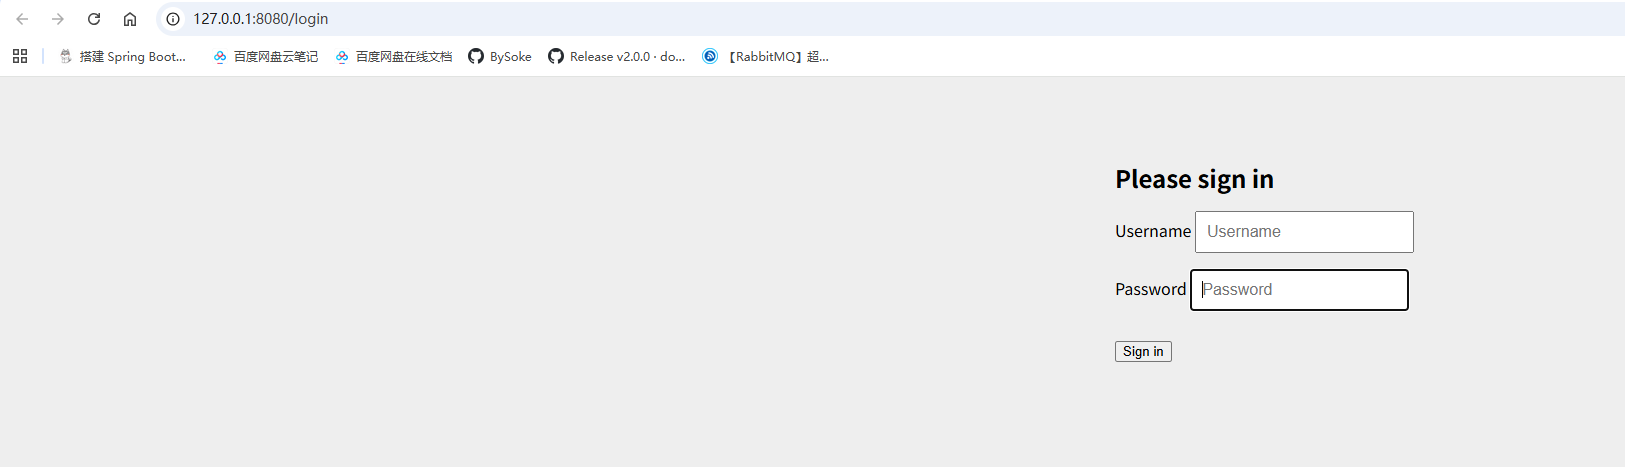 127.0.0.1:8080/login
搭建 Spring Boot... 百度网盘云笔记 百度网盘在线文档 BySoke Release v2.0.0 · do... 【RabbitMQ】超...
Please sign in
Username Username
Password Password
Sign in